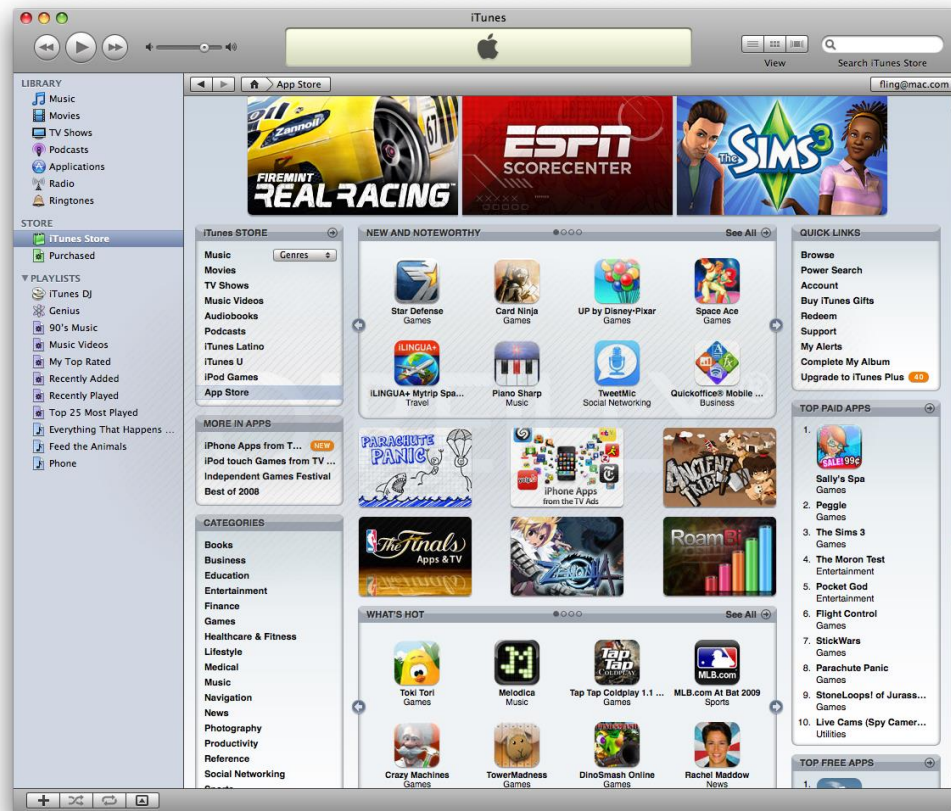 iTunes
View
Search iTunes Store
App Store
fling@mac.com
LIBRARY
Music
Movies
TV Shows
Podcasts
Applications
Radio
Ringtones
STORE
iTunes Store
Purchased
PLAYLISTS
iTunes DJ
Genius
90's Music
Music Videos
My Top Rated
Recently Added
Recently Played
Top 25 Most Played
Everything That Happens ...
Feed the Animals
Phone
Zannoli
67
FIREMINT
REAL RACING
ESPN
SCORECENTER
The SIMS 3
iTunes STORE
Music
Genres
Movies
TV Shows
Music Videos
Audiobooks
Podcasts
iTunes Latino
iTunes U
iPod Games
App Store
MORE IN APPS
iPhone Apps from T... NEW
iPod touch Games from TV ...
Independent Games Festival
Best of 2008
CATEGORIES
Books
Business
Education
Entertainment
Finance
Games
Healthcare & Fitness
Lifestyle
Medical
Music
Navigation
News
Photography
Productivity
Reference
Social Networking
Sports
NEW AND NOTEWORTHY
See All
Star Defense
Games
Card Ninja
Games
UP by Disney•Pixar
Games
Space Ace
Games
iLINGUA+
iLINGUA+ Mytrip Spa...
Travel
Piano Sharp
Music
TweetMic
Social Networking
Quickoffice® Mobile ...
Business
PARACHUTE
PANIC
iPhone Apps
from the TV Ads
ANCIENT
TRIBE
The Finals
Apps & TV
ZENONIA
RoamBi
WHAT'S HOT
See All
Toki Tori
Games
Melodica
Music
Tap Tap
COLDPLAY
Tap Tap Coldplay 1.1 ...
Games
MLB.com
MLB.com At Bat 2009
Sports
Crazy Machines
Games
TowerMadness
Games
DinoSmash Online
Games
Rachel Maddow
News
QUICK LINKS
Browse
Power Search
Account
Buy iTunes Gifts
Redeem
Support
My Alerts
Complete My Album
Upgrade to iTunes Plus 40
TOP PAID APPS
1.
SALE! 99¢
Sally's Spa
Games
2. Peggle
Games
3. The Sims 3
Games
4. The Moron Test
Entertainment
5. Pocket God
Entertainment
6. Flight Control
Games
7. StickWars
Games
8. Parachute Panic
Games
9. StoneLoops! of Jurass...
Games
10. Live Cams (Spy Camer...
Utilities
TOP FREE APPS
1.